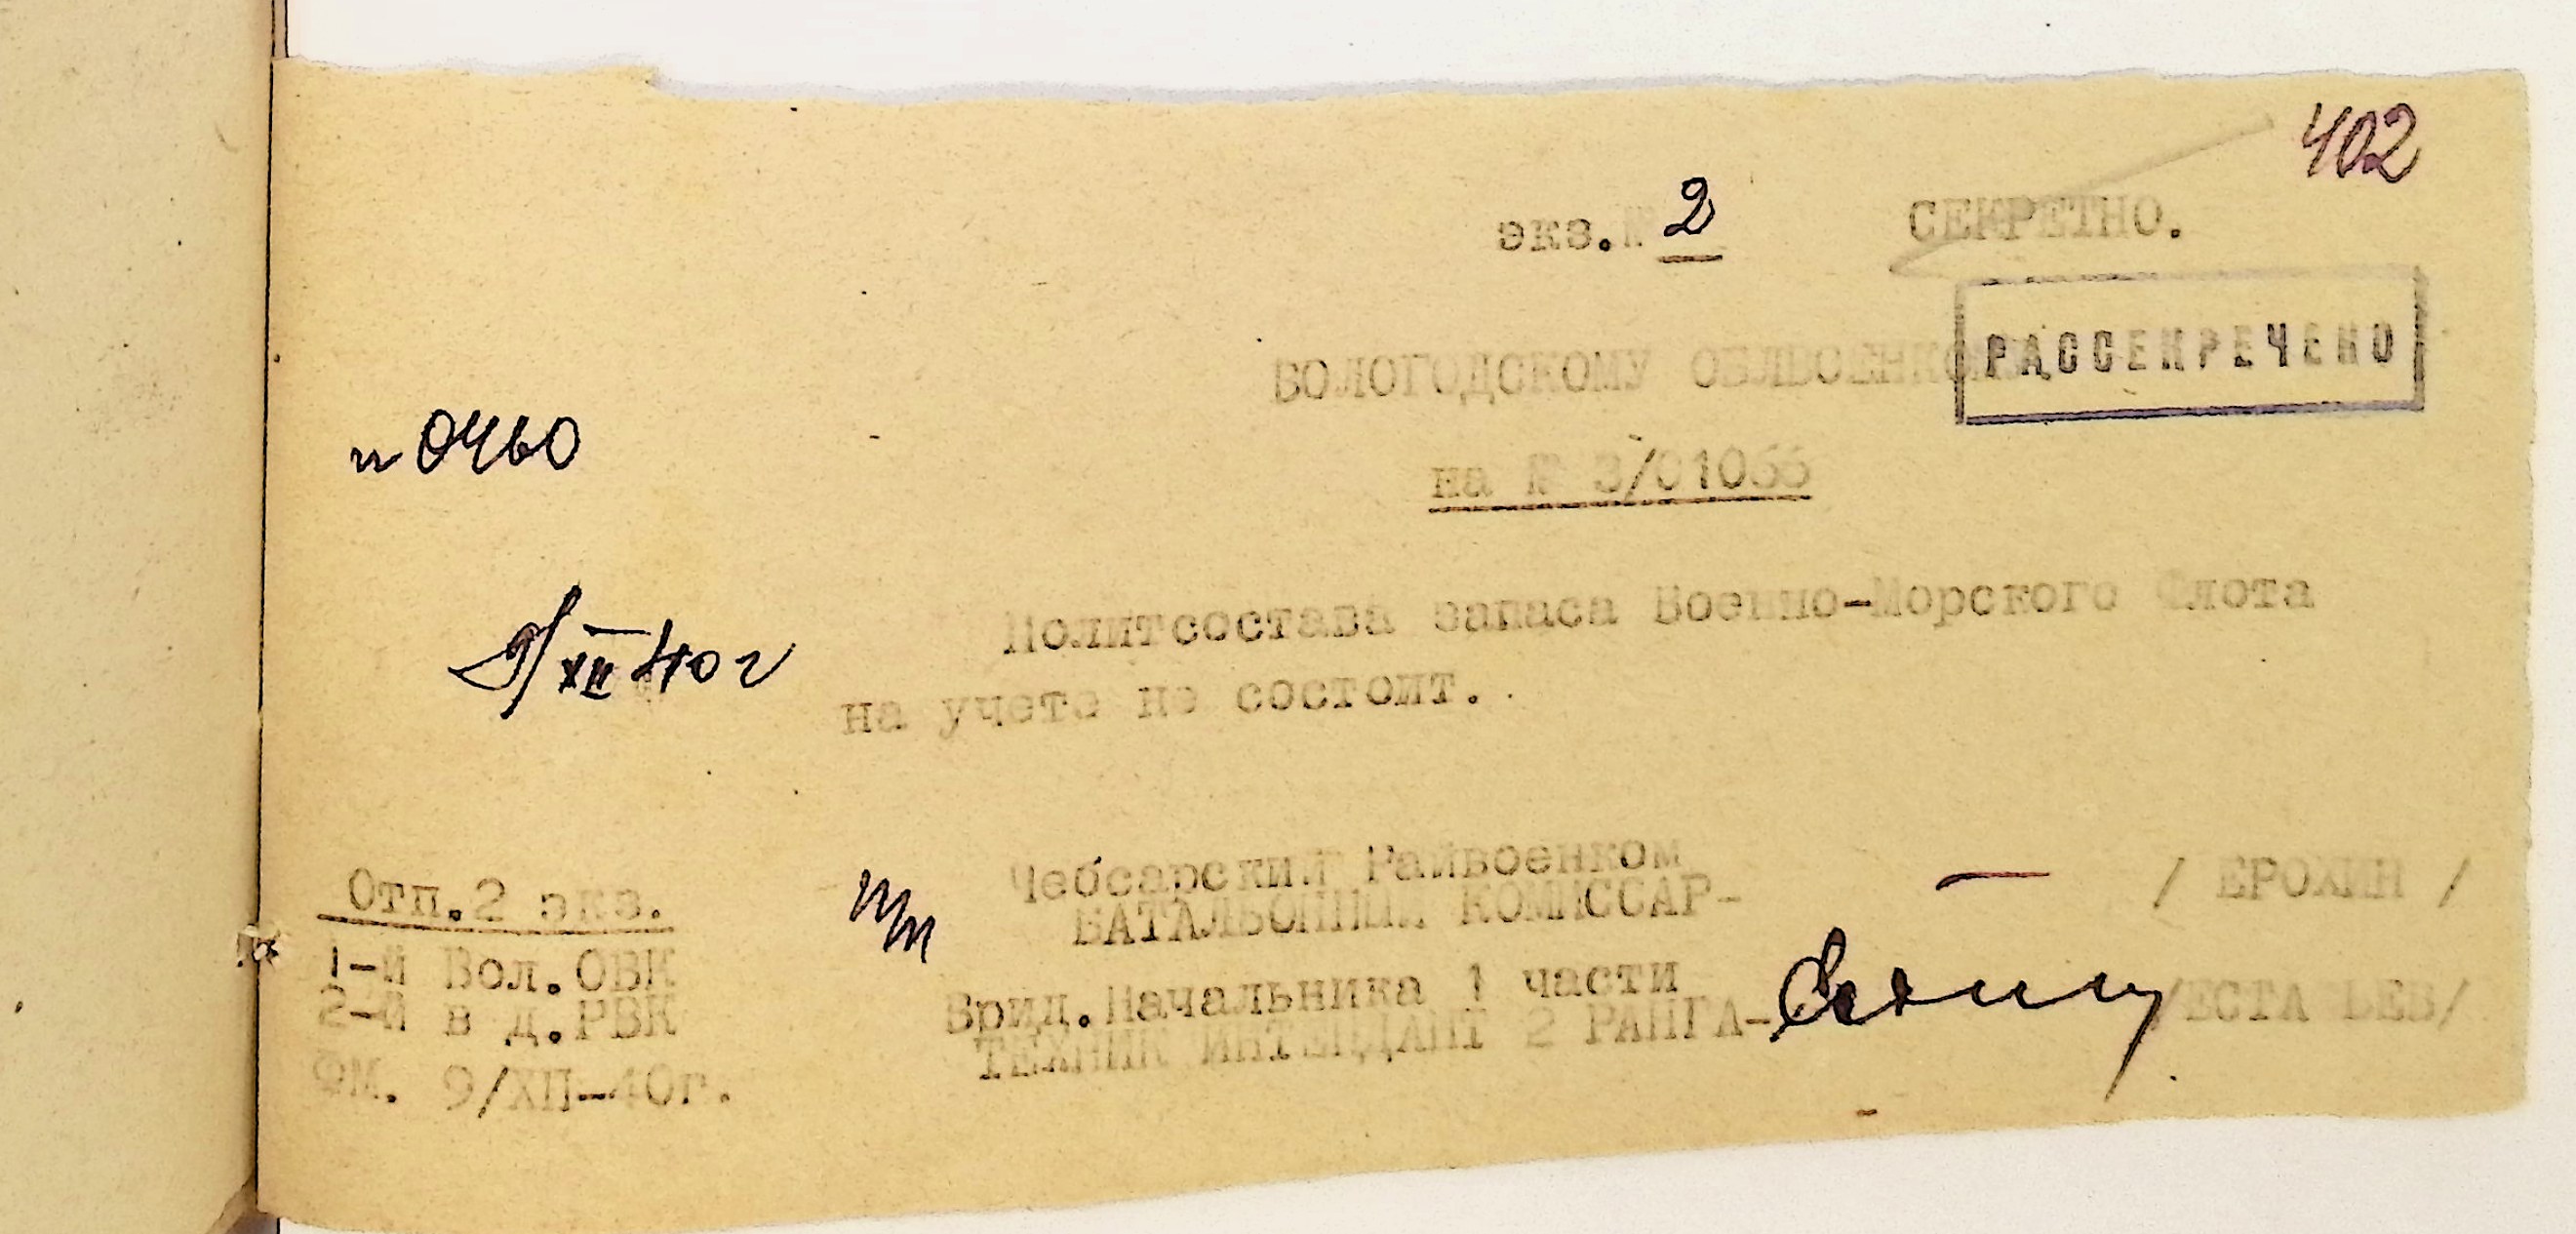 402
экз.№ 2 СЕКРЕТНО.
ВОЛОГОДСКОМУ ОБЛВОЕНКОМ
РАССЕКРЕЧЕНО
0460
на № 3/01066
9/XII 40 г
Политсостава запаса Военно-Морского Флота
на учете не состоит.
Чебсарский Райвоенком
БАТАЛЬОННЫЙ КОМИССАР- / ЕРОХИН /
Врид.Начальника 1 части
ТЕХНИК ИНТЕНДАНТ 2 РАНГА- /ЕСТА ЬЕВ/
Отп.2 экз.
1-й Вол.ОВК
2-й в д.РВК
ФМ. 9/XII-40г.